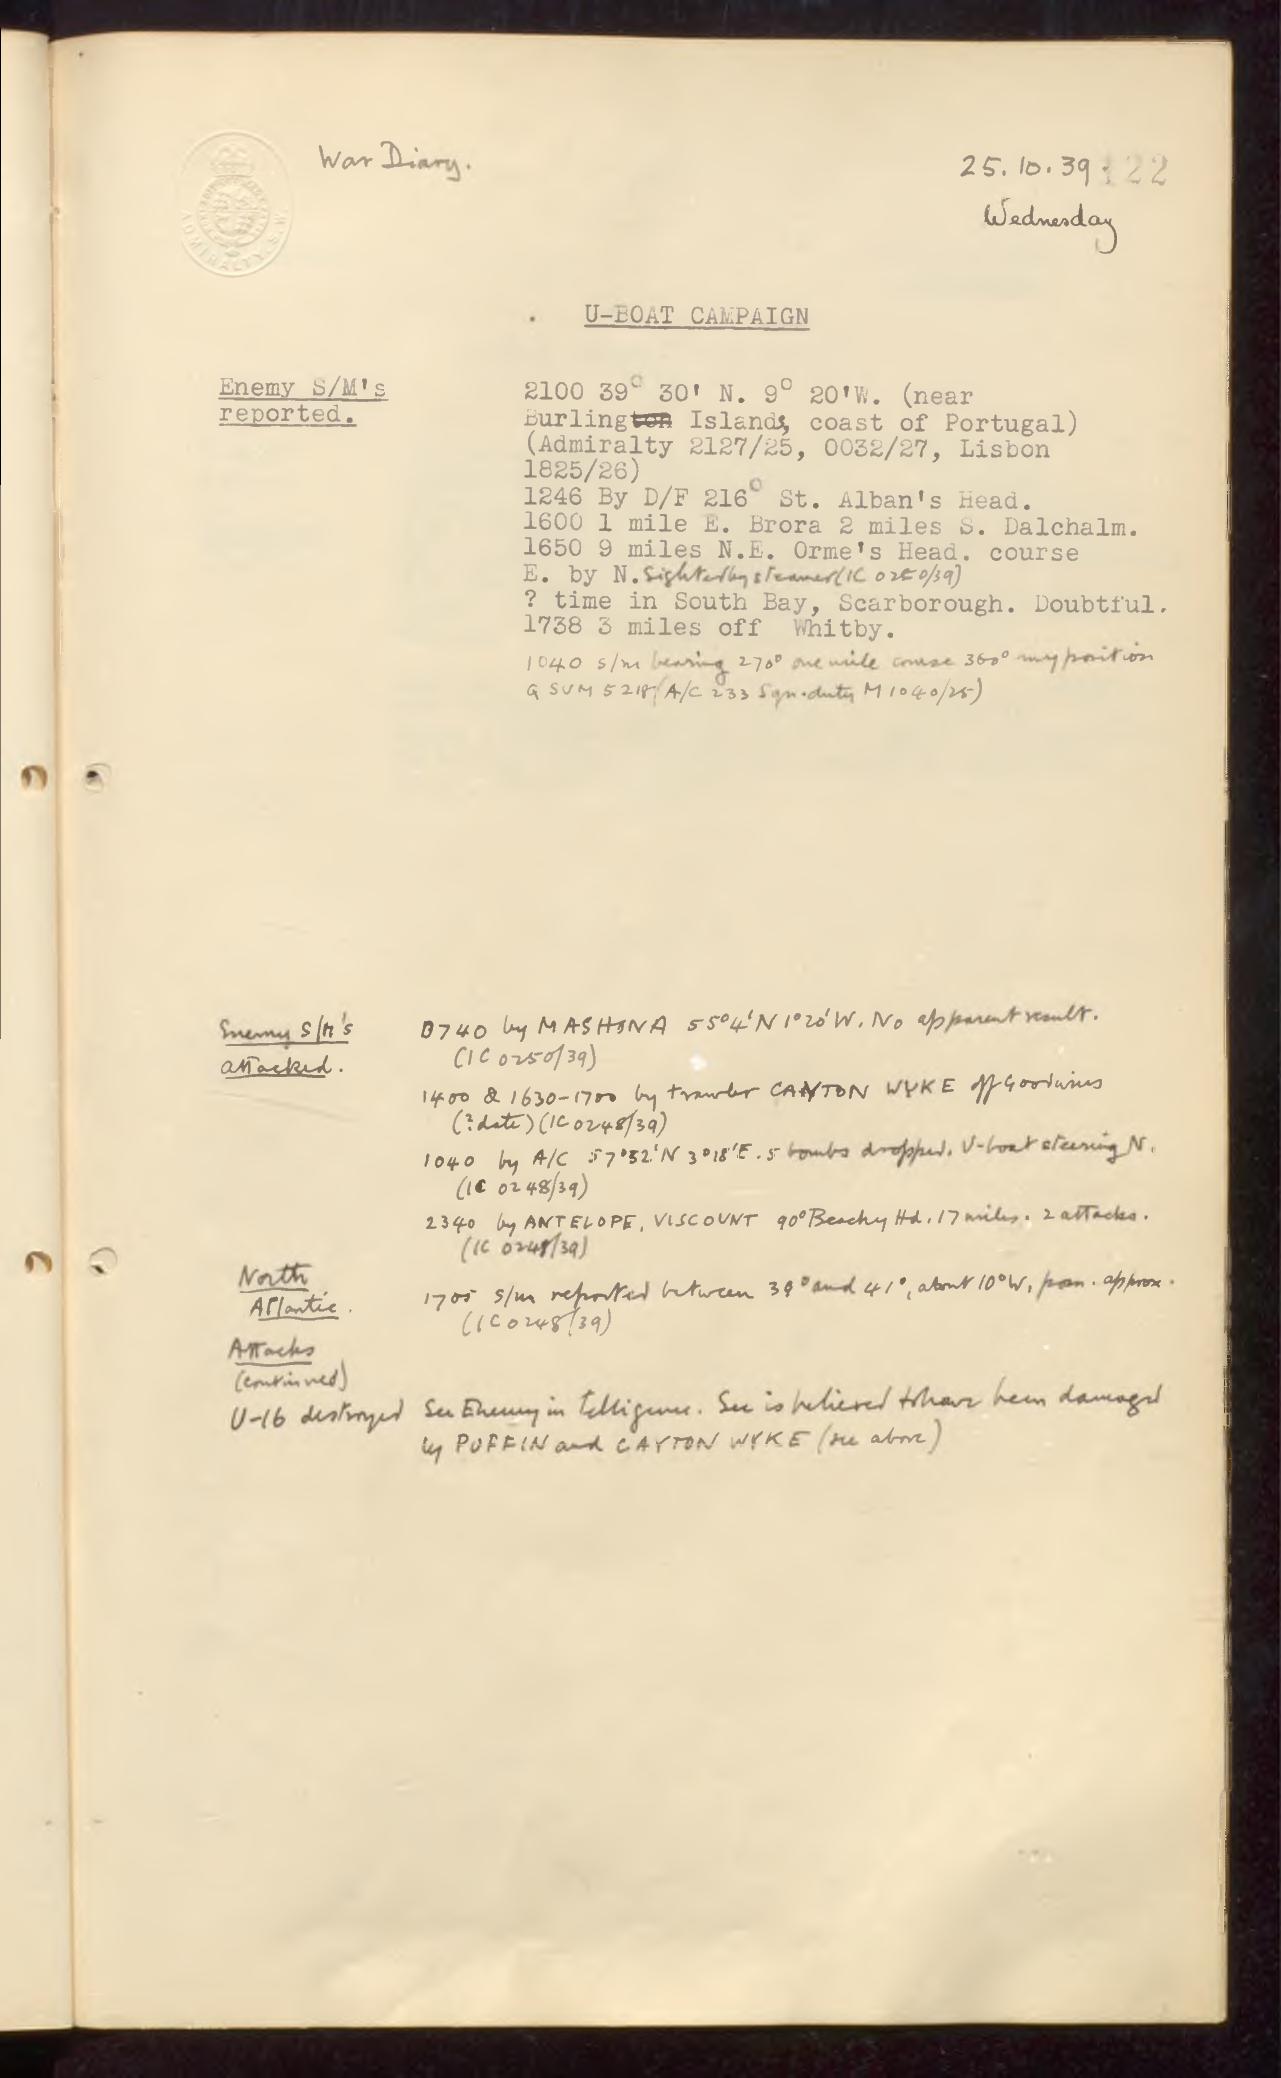 War Diary.
25.10.39 122
Wednesday
ADMIRALTY. S.W.
U-BOAT CAMPAIGN
Enemy S/M's
reported.
2100 39° 30' N. 9° 20'W. (near
Burlington Islands, coast of Portugal)
(Admiralty 2127/25, 0032/27, Lisbon
1825/26)
1246 By D/F 216° St. Alban's Head.
1600 1 mile E. Brora 2 miles S. Dalchalm.
1650 9 miles N.E. Orme's Head. course
E. by N. Sighted by steamer (IC 0250/39)
? time in South Bay, Scarborough. Doubtful.
1738 3 miles off Whitby.
1040 s/m bearing 270° one mile course 360° my position
G SUM 5218 (A/C 233 Sqn. duty M 1040/25)
Enemy S/M's
attacked.
0740 by MASHONA 55°4'N 1°20'W. No apparent result.
(IC 0250/39)
1400 & 1630-1700 by trawler CAYTON WYKE off Goodwins
(? date) (IC 0248/39)
1040 by A/C 57°52'N 3°18'E. 5 bombs dropped. U-boat steering N.
(IC 0248/39)
2340 by ANTELOPE, VISCOUNT 90° Beachy Hd. 17 miles. 2 attacks.
(IC 0248/39)
North
Atlantic.
1705 s/m reported between 39° and 41°, about 10°W, posn. approx.
(IC 0248/39)
Attacks
(continued)
U-16 destroyed See Enemy intelligence. She is believed to have been damaged
by PUFFIN and CAYTON WYKE (see above)